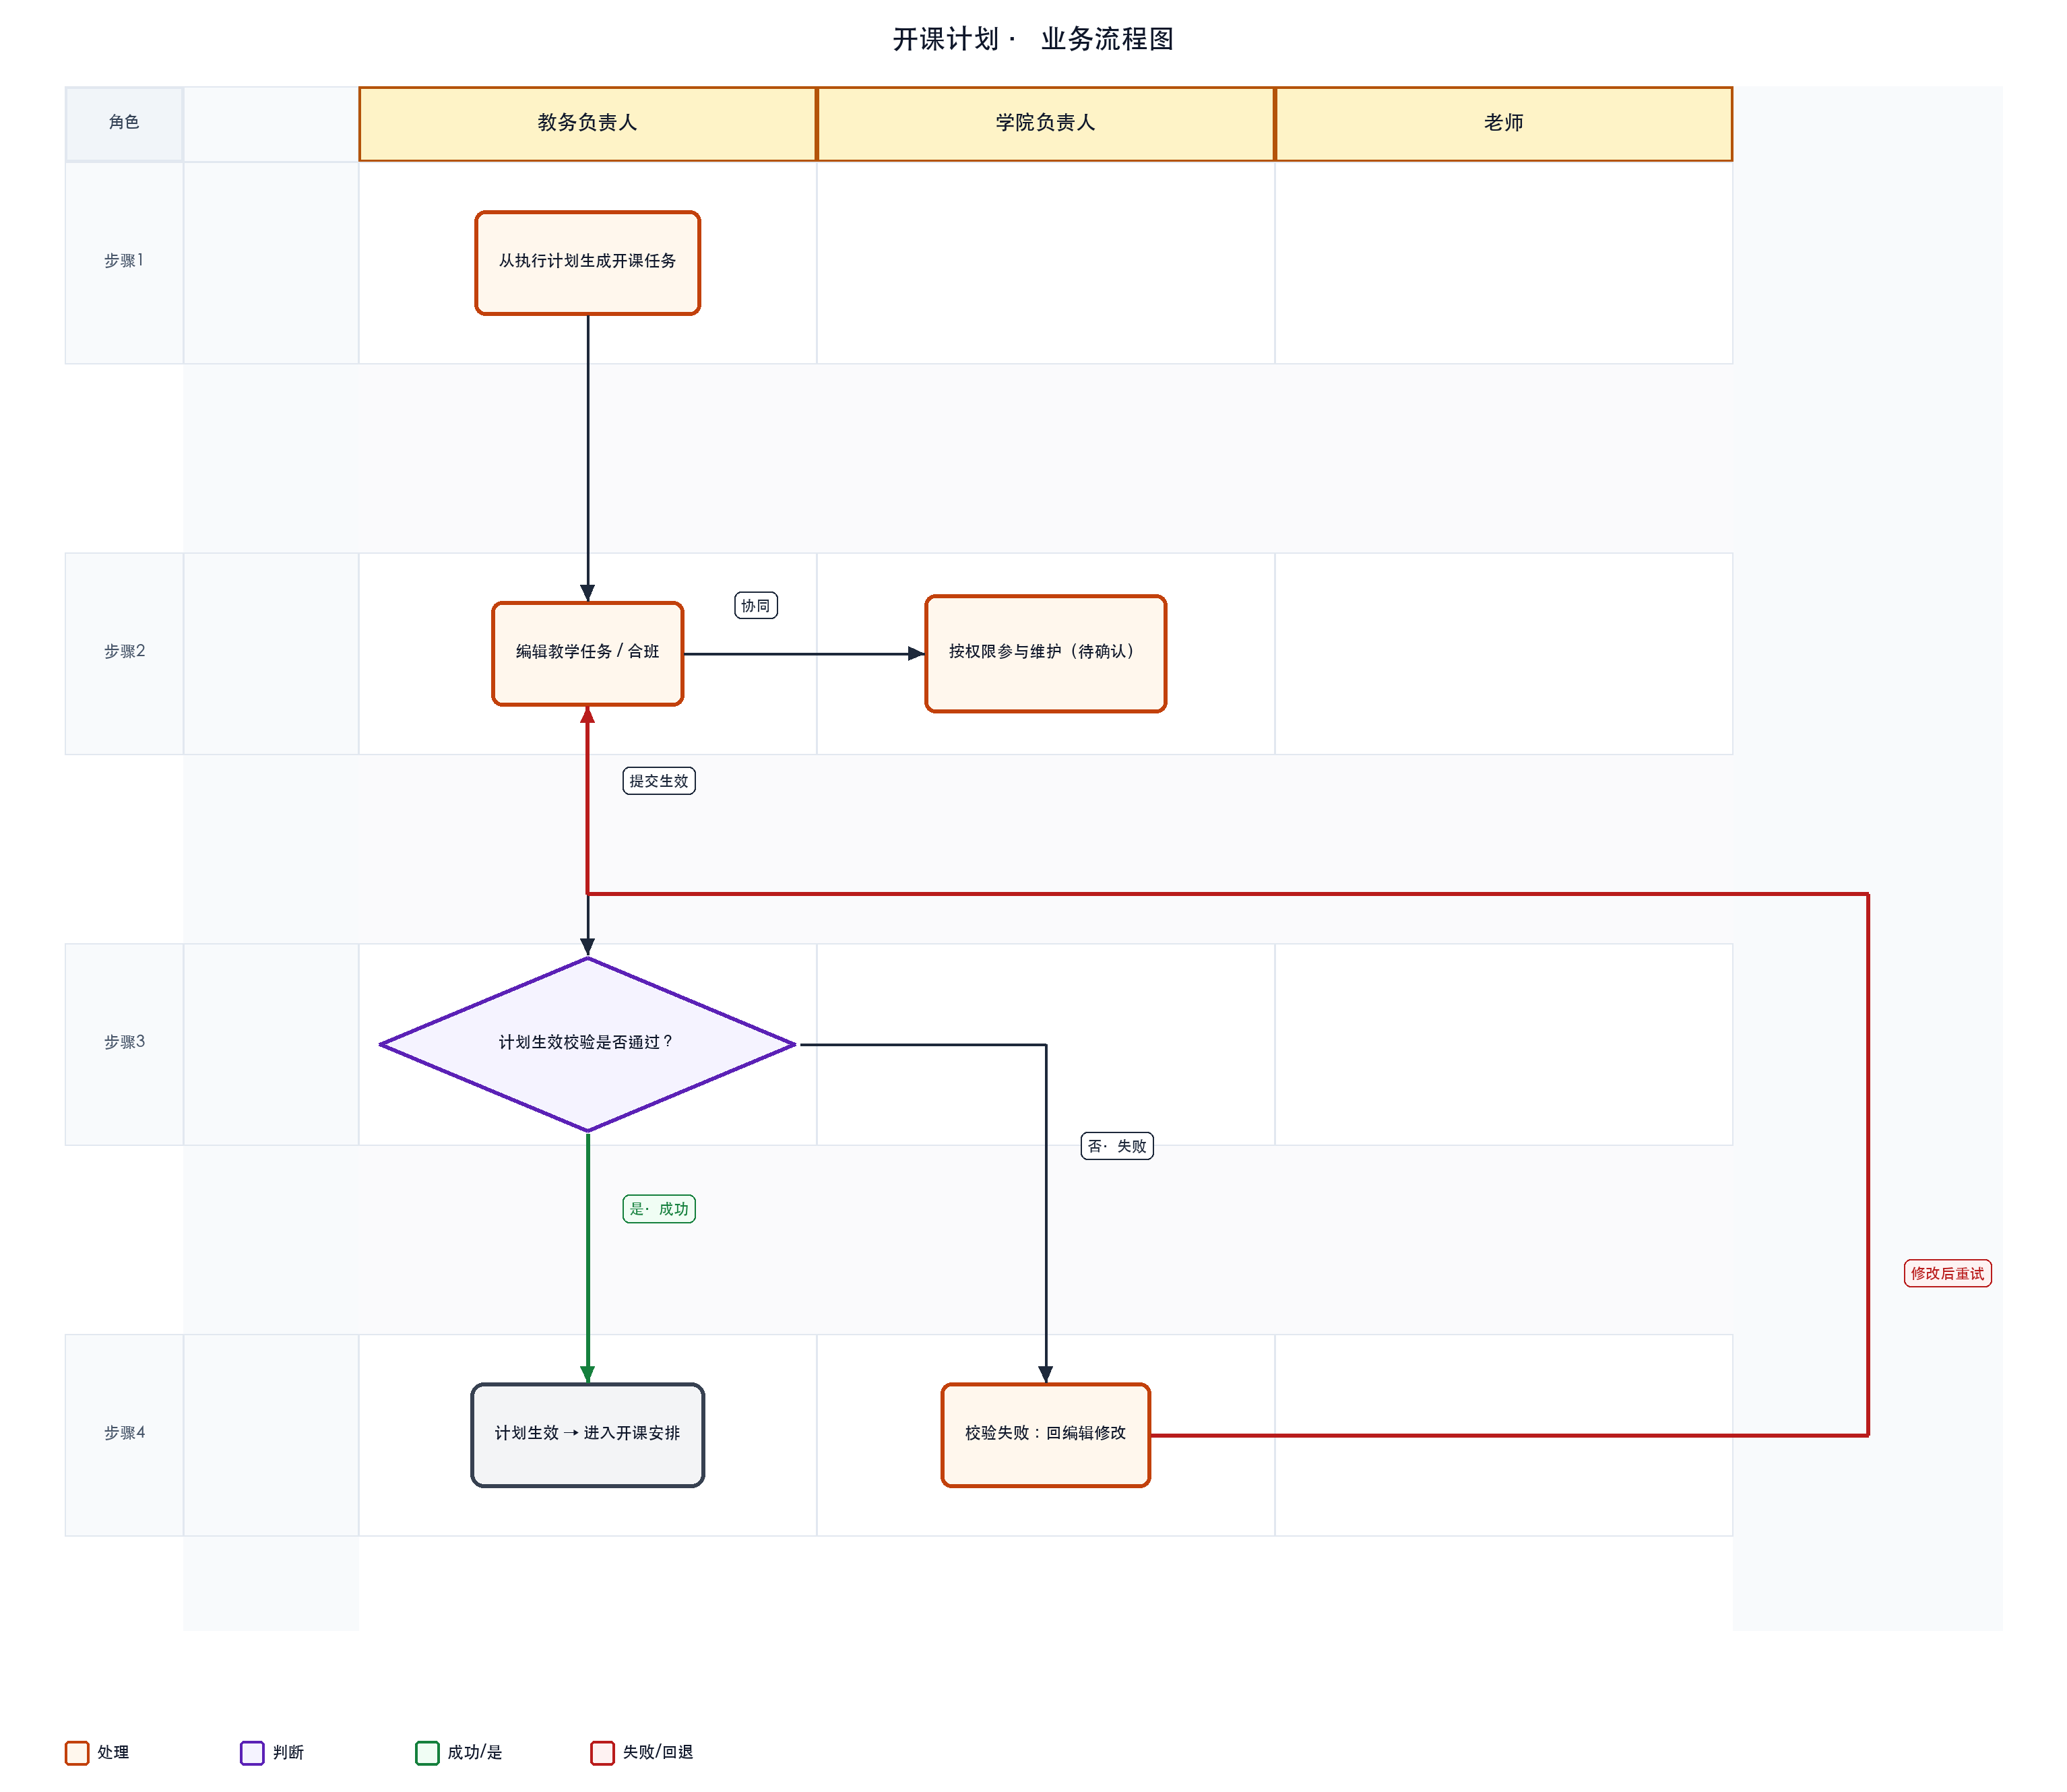 开课计划 · 业务流程图
角色
教务负责人
学院负责人
老师
步骤1
从执行计划生成开课任务
步骤2
编辑教学任务 / 合班
协同
按权限参与维护（待确认）
提交生效
步骤3
计划生效校验是否通过？
否· 失败
是· 成功
修改后重试
步骤4
计划生效 → 进入开课安排
校验失败：回编辑修改
处理
判断
成功/是
失败/回退